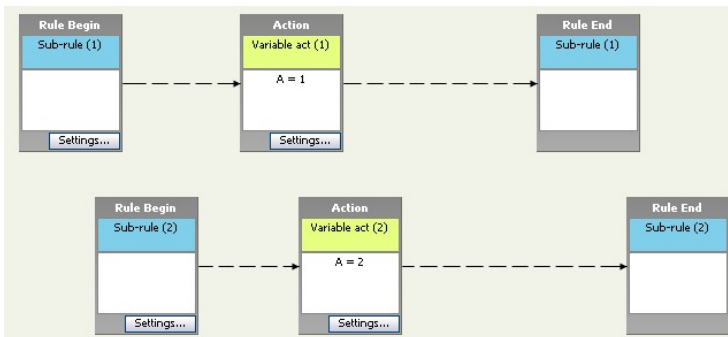 Rule Begin
Sub-rule (1)
Settings...
Action
Variable act (1)
A = 1
Settings...
Rule End
Sub-rule (1)
Rule Begin
Sub-rule (2)
Settings...
Action
Variable act (2)
A = 2
Settings...
Rule End
Sub-rule (2)